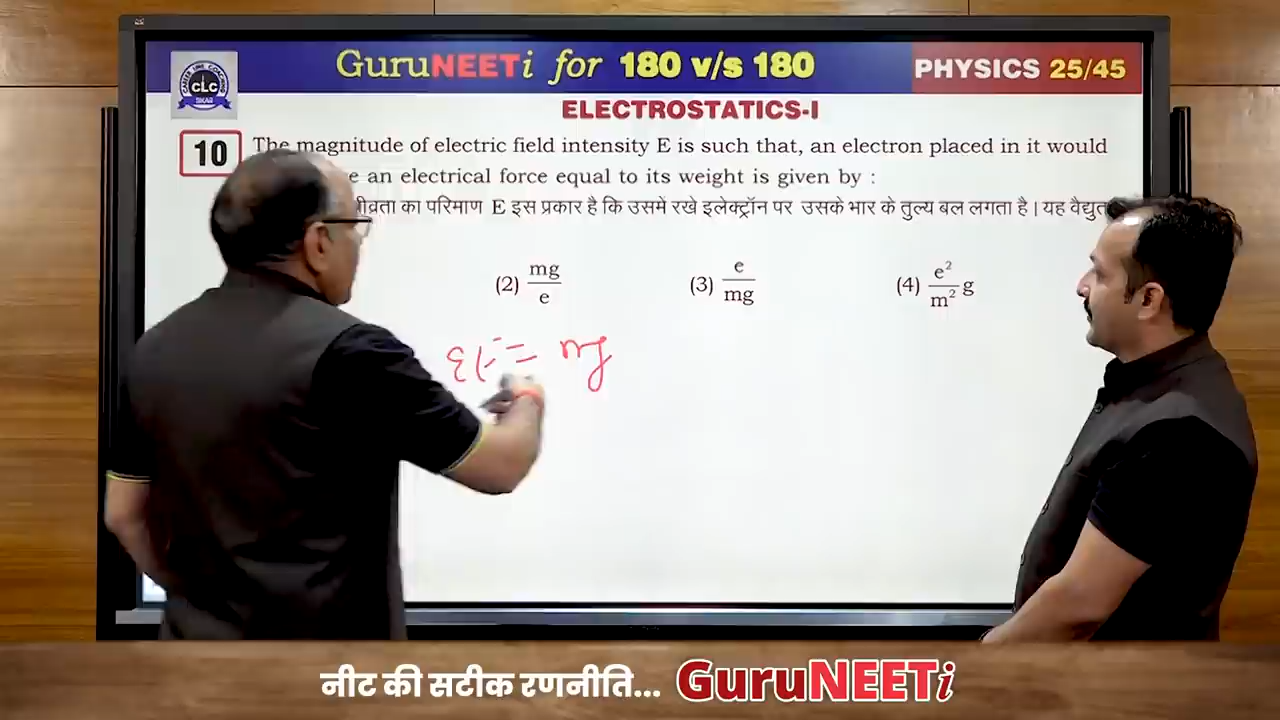 GuruNEETi for 180 v/s 180
PHYSICS 25/45
CLC
SIKAR
ELECTROSTATICS-I
10 The magnitude of electric field intensity E is such that, an electron placed in it would
an electrical force equal to its weight is given by :
का परिमाण E इस प्रकार है कि उसमें रखे इलेक्ट्रॉन पर उसके भार के तुल्य बल लगता है। यह
(2) mg/e (3) e/mg (4) e²/m² g
= mg
नीट की सटीक रणनीति... GuruNEETi